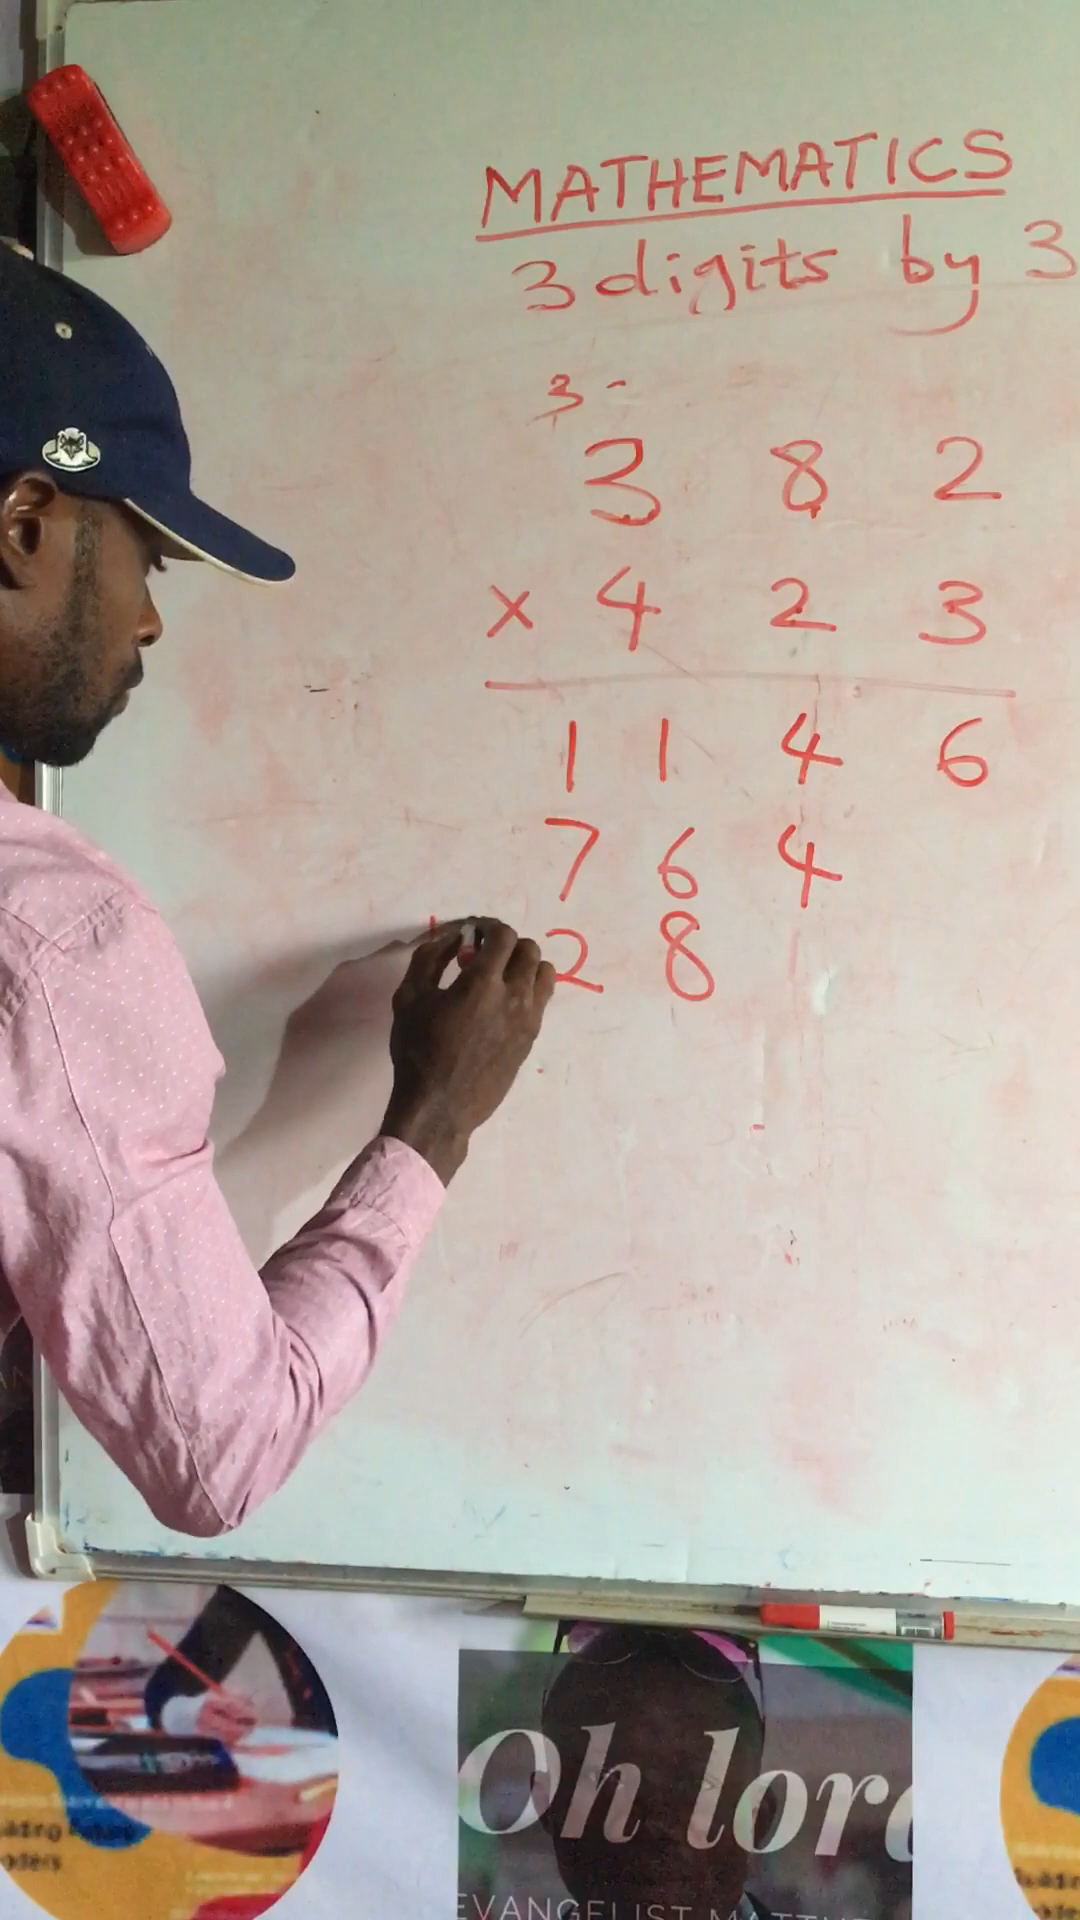 MATHEMATICS
3 digits by 3
3
3 8 2
× 4 2 3
1 1 4 6
7 6 4
2 8
Oh lor
EVANGELIST